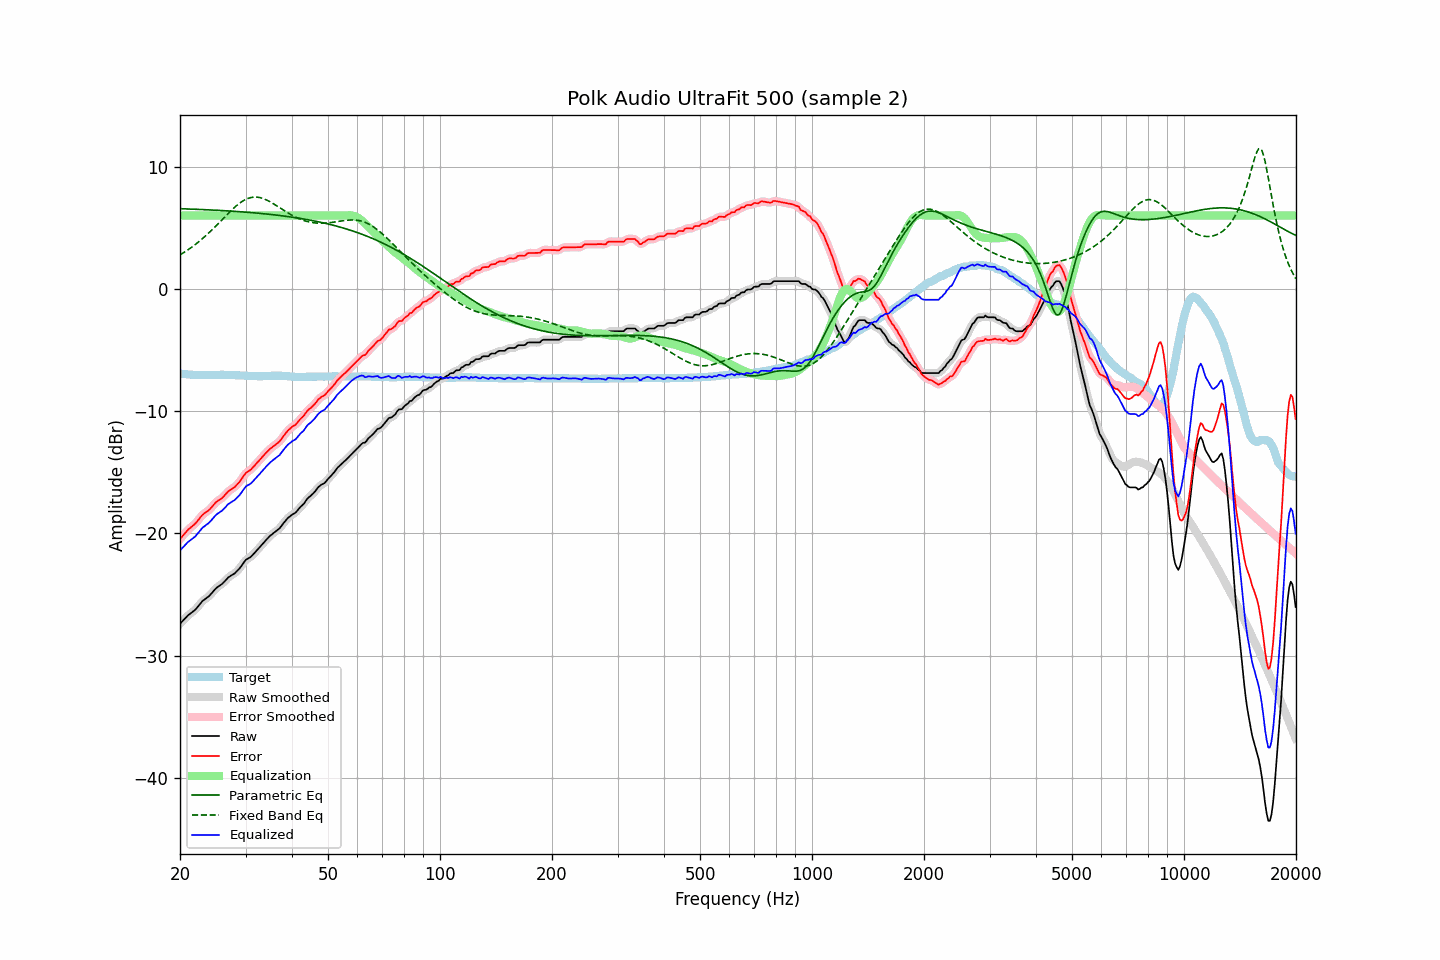 Polk Audio UltraFit 500 (sample 2)
Amplitude (dBr)
10
0
−10
−20
−30
−40
Target
Raw Smoothed
Error Smoothed
Raw
Error
Equalization
Parametric Eq
Fixed Band Eq
Equalized
20 50 100 200 500 1000 2000 5000 10000 20000
Frequency (Hz)